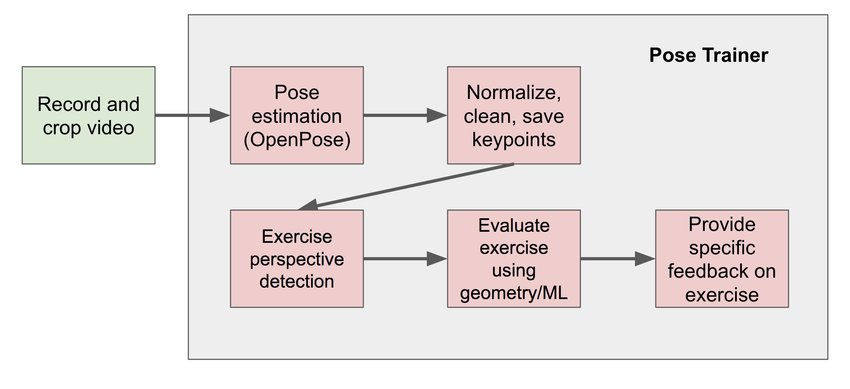 Pose Trainer
Record and
crop video
Pose
estimation
(OpenPose)
Normalize,
clean, save
keypoints
Exercise
perspective
detection
Evaluate
exercise
using
geometry/ML
Provide
specific
feedback on
exercise